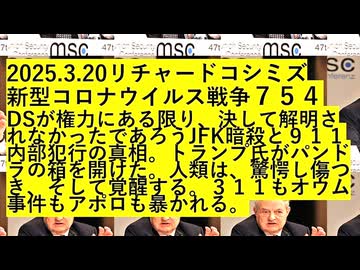 47t
Securi
msc
47th
2025.3.20リチャードコシミズ
新型コロナウイルス戦争７５４
DSが権力にある限り、決して解明さ
れなかったであろうJFK暗殺と９１１
内部犯行の真相。トランプ氏がパンド
ラの箱を開けた。人類は、驚愕し傷つ
き、そして覚醒する。３１１もオウム
事件もアポロも暴かれる。